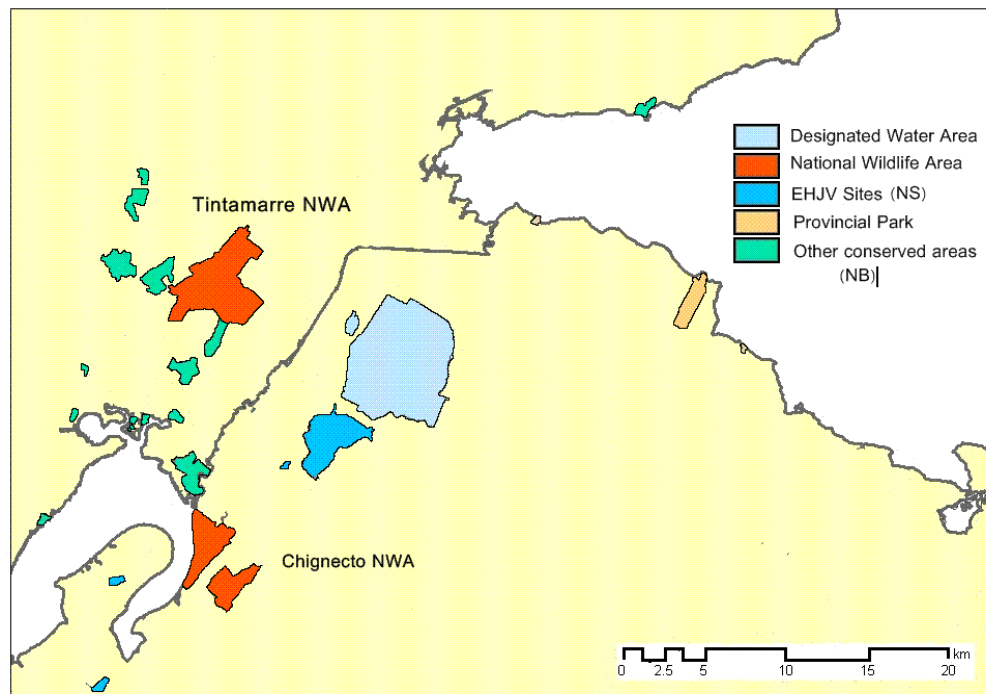 Designated Water Area
National Wildlife Area
EHJV Sites (NS)
Provincial Park
Other conserved areas
(NB)
Tintamarre NWA
Chignecto NWA
km
0 2.5 5 10 15 20